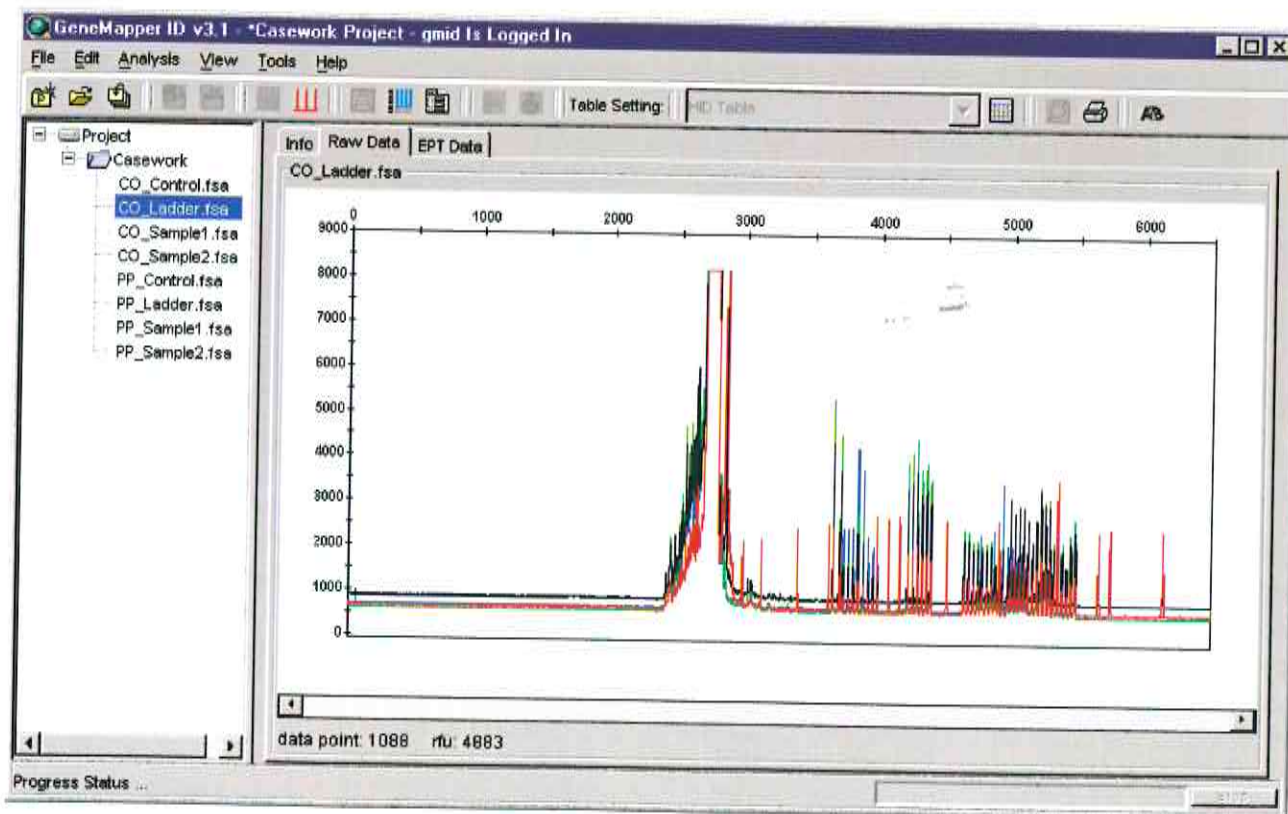 GeneMapper ID v3.1 - *Casework Project - gmid Is Logged In
File Edit Analysis View Tools Help
Table Setting: HID Table
Project
Casework
CO_Control.fsa
CO_Ladder.fsa
CO_Sample1.fsa
CO_Sample2.fsa
PP_Control.fsa
PP_Ladder.fsa
PP_Sample1.fsa
PP_Sample2.fsa
Info Raw Data EPT Data
CO_Ladder.fsa
0 1000 2000 3000 4000 5000 6000
9000
8000
7000
6000
5000
4000
3000
2000
1000
0
data point: 1088 rfu: 4883
Progress Status ...